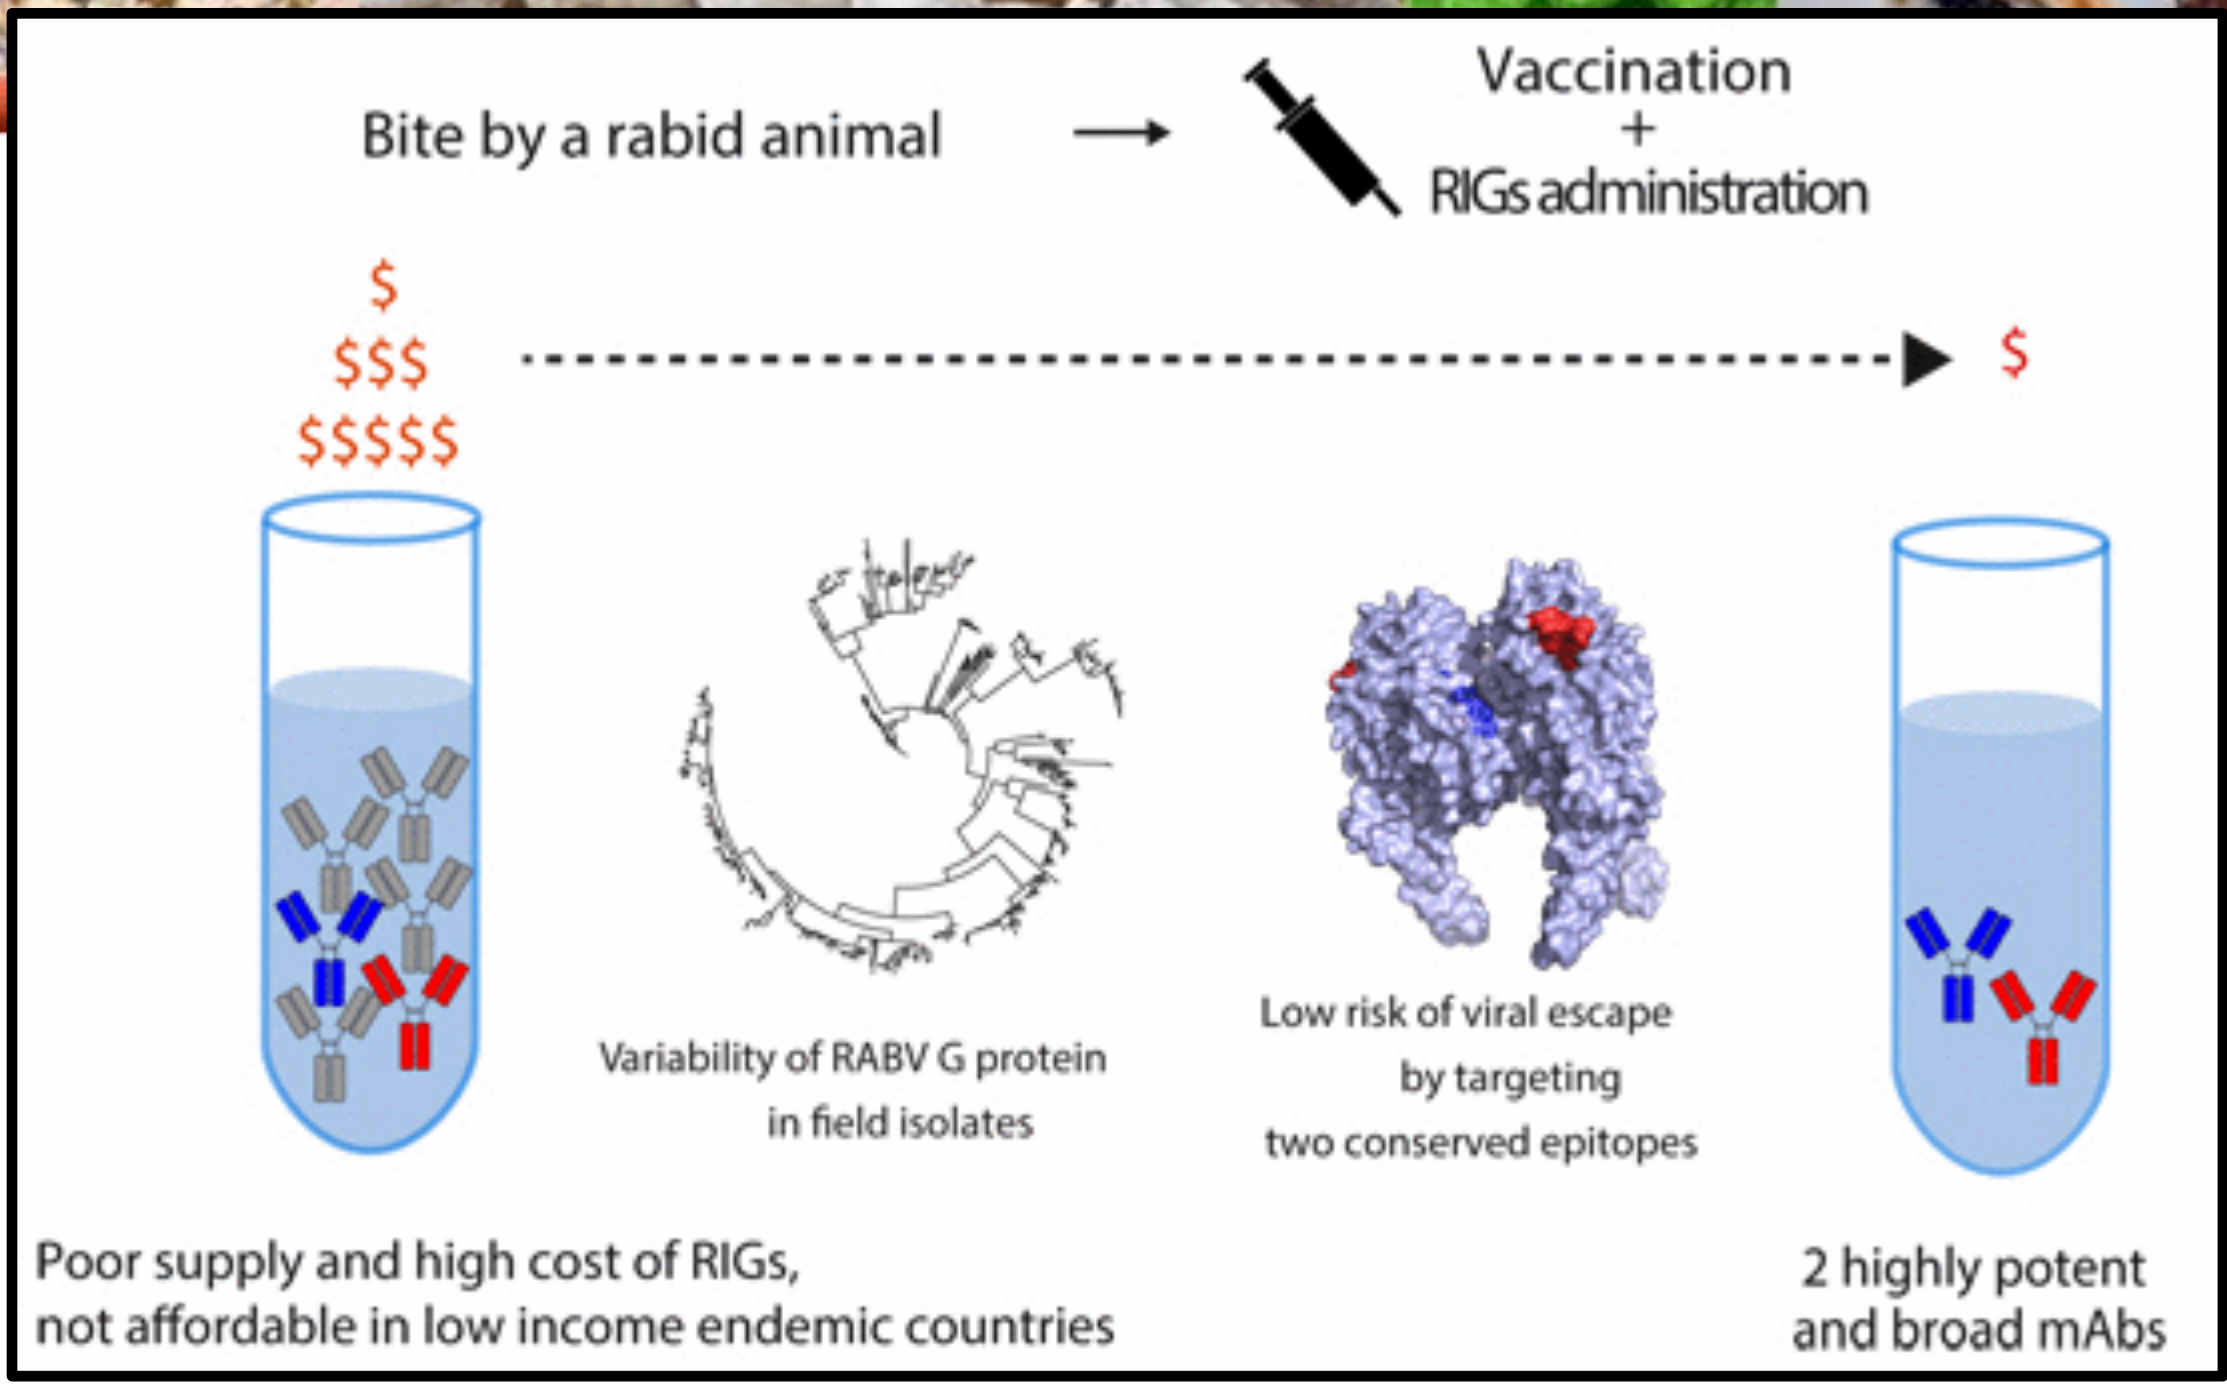 Bite by a rabid animal
Vaccination
+
RIGs administration
$
$$$
$$$$$
$
Variability of RABV G protein
in field isolates
Low risk of viral escape
by targeting
two conserved epitopes
Poor supply and high cost of RIGs,
not affordable in low income endemic countries
2 highly potent
and broad mAbs